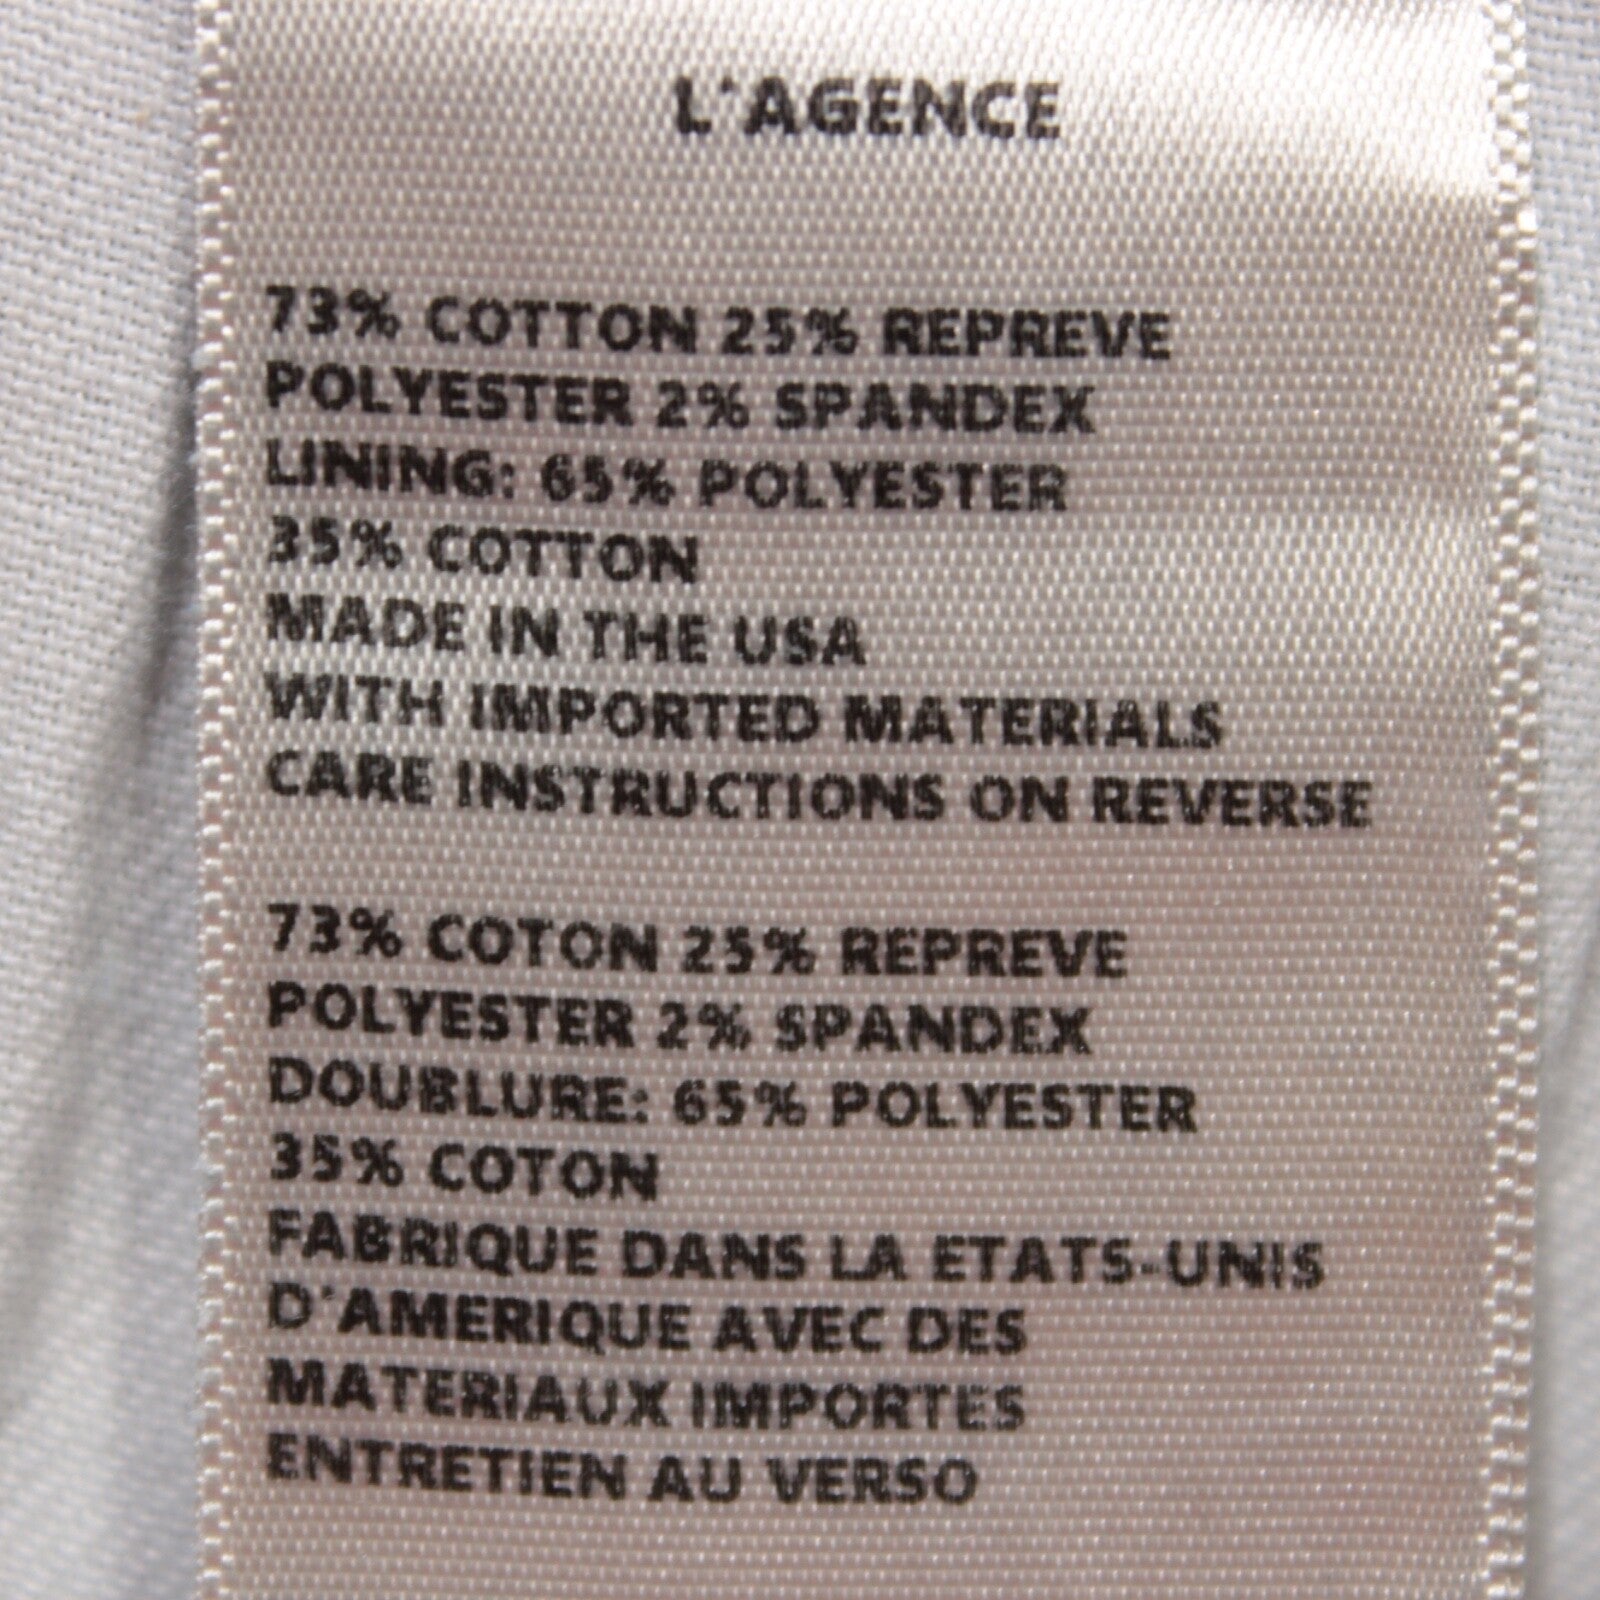 L'AGENCE
73% COTTON 25% REPREVE
POLYESTER 2% SPANDEX
LINING: 65% POLYESTER
35% COTTON
MADE IN THE USA
WITH IMPORTED MATERIALS
CARE INSTRUCTIONS ON REVERSE
73% COTON 25% REPREVE
POLYESTER 2% SPANDEX
DOUBLURE: 65% POLYESTER
35% COTON
FABRIQUE DANS LA ETATS-UNIS
D'AMERIQUE AVEC DES
MATERIAUX IMPORTES
ENTRETIEN AU VERSO